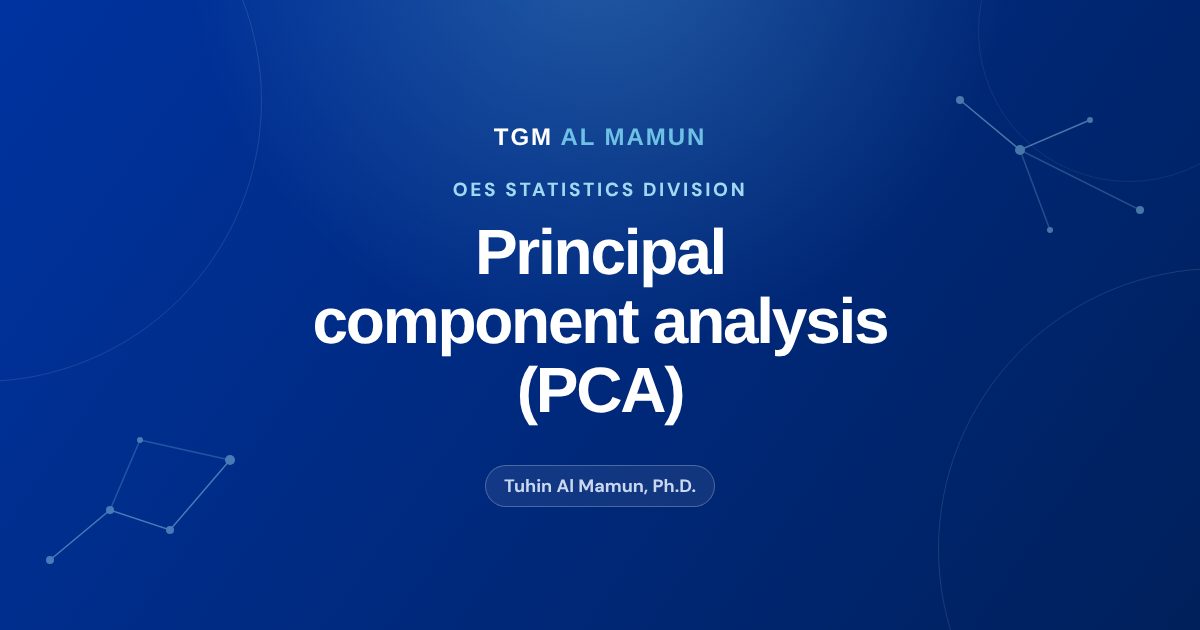 TGM AL MAMUN
OES STATISTICS DIVISION
Principal
component analysis
(PCA)
Tuhin Al Mamun, Ph.D.